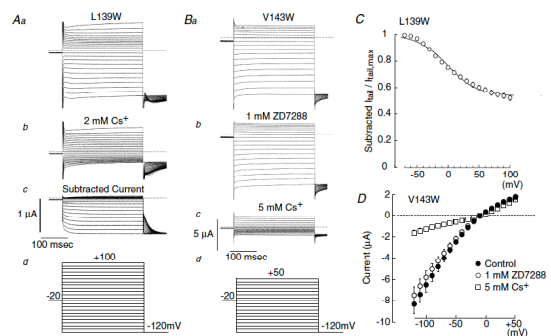 Aa
L139W
b
2 mM Cs+
c
Subtracted Current
1 µA
100 msec
d
+100
-20
-120mV
Ba
V143W
b
1 mM ZD7288
c
5 mM Cs+
5 µA
100 msec
d
+50
-20
-120mV
C
L139W
Subtracted Itail / Itail,max
1
0.8
0.6
0.4
0.2
0
-50
0
50
100
(mV)
D
V143W
Current (µA)
2
0
-2
-4
-6
-8
-10
Control
1 mM ZD7288
5 mM Cs+
-100
-50
0
+50
(mV)